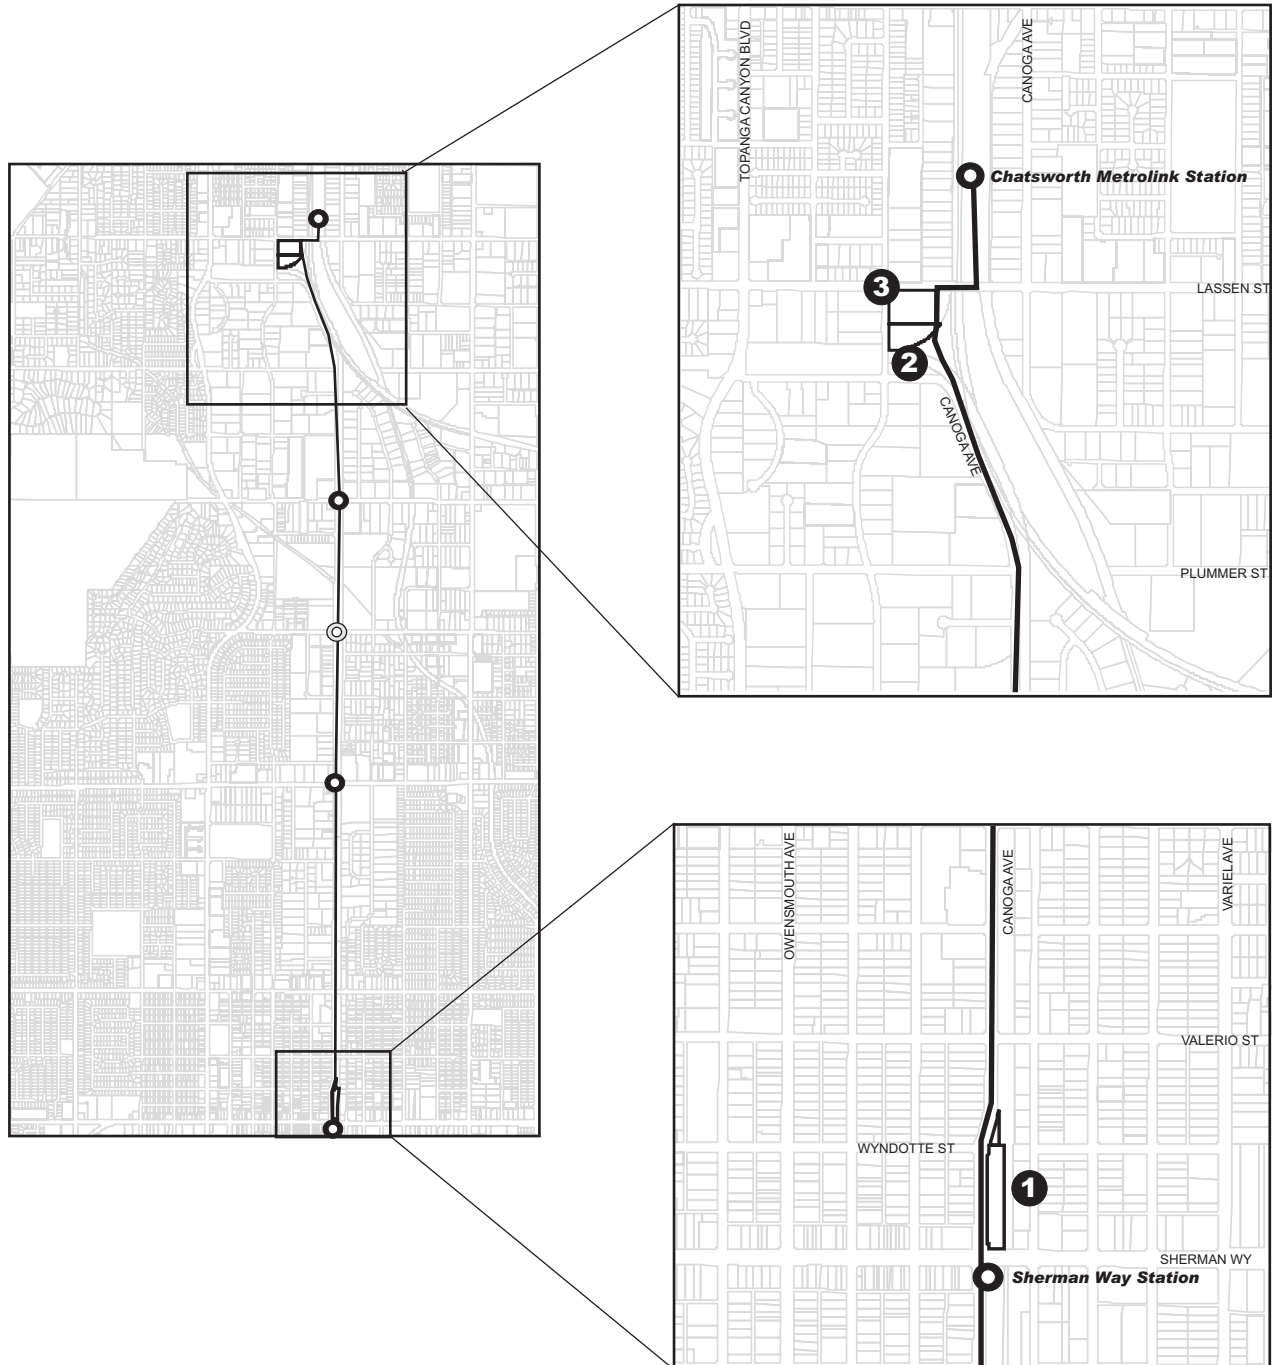 TOPANGA CANYON BLVD
CANOGA AVE
Chatsworth Metrolink Station
3
LASSEN ST
2
CANOGA AVE
PLUMMER ST
OWENSMOUTH AVE
CANOGA AVE
VARIEL AVE
VALERIO ST
WYNDOTTE ST
1
SHERMAN WY
Sherman Way Station